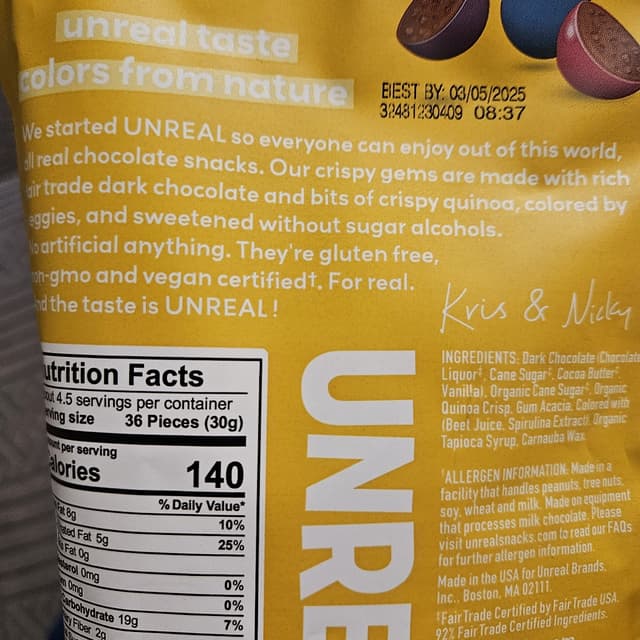 unreal taste
colors from nature
BEST BY: 03/05/2025
32481230409 08:37
We started UNREAL so everyone can enjoy out of this world,
real chocolate snacks. Our crispy gems are made with rich
trade dark chocolate and bits of crispy quinoa, colored by
eggies, and sweetened without sugar alcohols.
o artificial anything. They're gluten free,
on-gmo and vegan certified†. For real.
nd the taste is UNREAL!
Kris & Nicky
utrition Facts
out 4.5 servings per container
rving size 36 Pieces (30g)
ount per serving
alories 140
% Daily Value*
Fat 8g 10%
ated Fat 5g 25%
Fat 0g
terol 0mg 0%
m 0mg 0%
arbohydrate 19g 7%
Fiber 2g
UNRE
INGREDIENTS: Dark Chocolate (Chocolate
Liquor‡, Cane Sugar‡, Cocoa Butter‡,
Vanilla), Organic Cane Sugar‡, Organic
Quinoa Crisp, Gum Acacia, Colored with
(Beet Juice, Spirulina Extract), Organic
Tapioca Syrup, Carnauba Wax.
†ALLERGEN INFORMATION: Made in a
facility that handles peanuts, tree nuts,
soy, wheat and milk. Made on equipment
that processes milk chocolate. Please
visit unrealsnacks.com to read our FAQs
for further allergen information.
Made in the USA for Unreal Brands,
Inc., Boston, MA 02111.
‡Fair Trade Certified by Fair Trade USA.
92% Fair Trade Certified Ingredients.